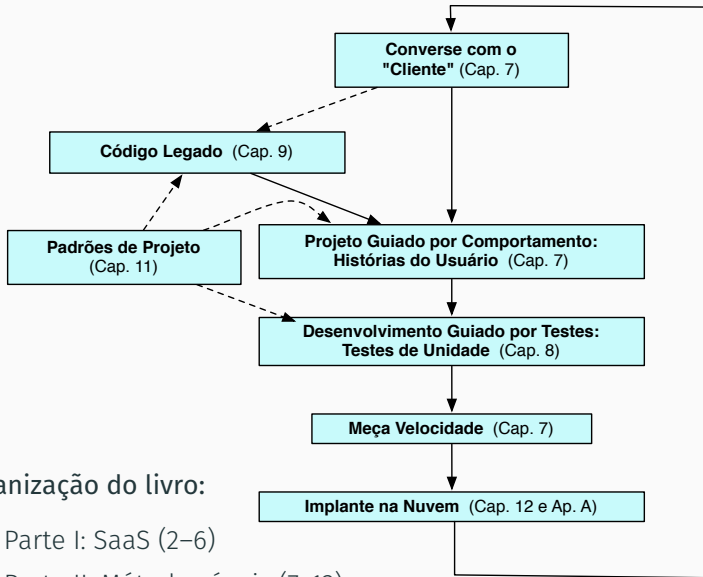 Converse com o
"Cliente" (Cap. 7)
Código Legado (Cap. 9)
Padrões de Projeto
(Cap. 11)
Projeto Guiado por Comportamento:
Histórias do Usuário (Cap. 7)
Desenvolvimento Guiado por Testes:
Testes de Unidade (Cap. 8)
Meça Velocidade (Cap. 7)
Implante na Nuvem (Cap. 12 e Ap. A)
anização do livro:
Parte I: SaaS (2–6)